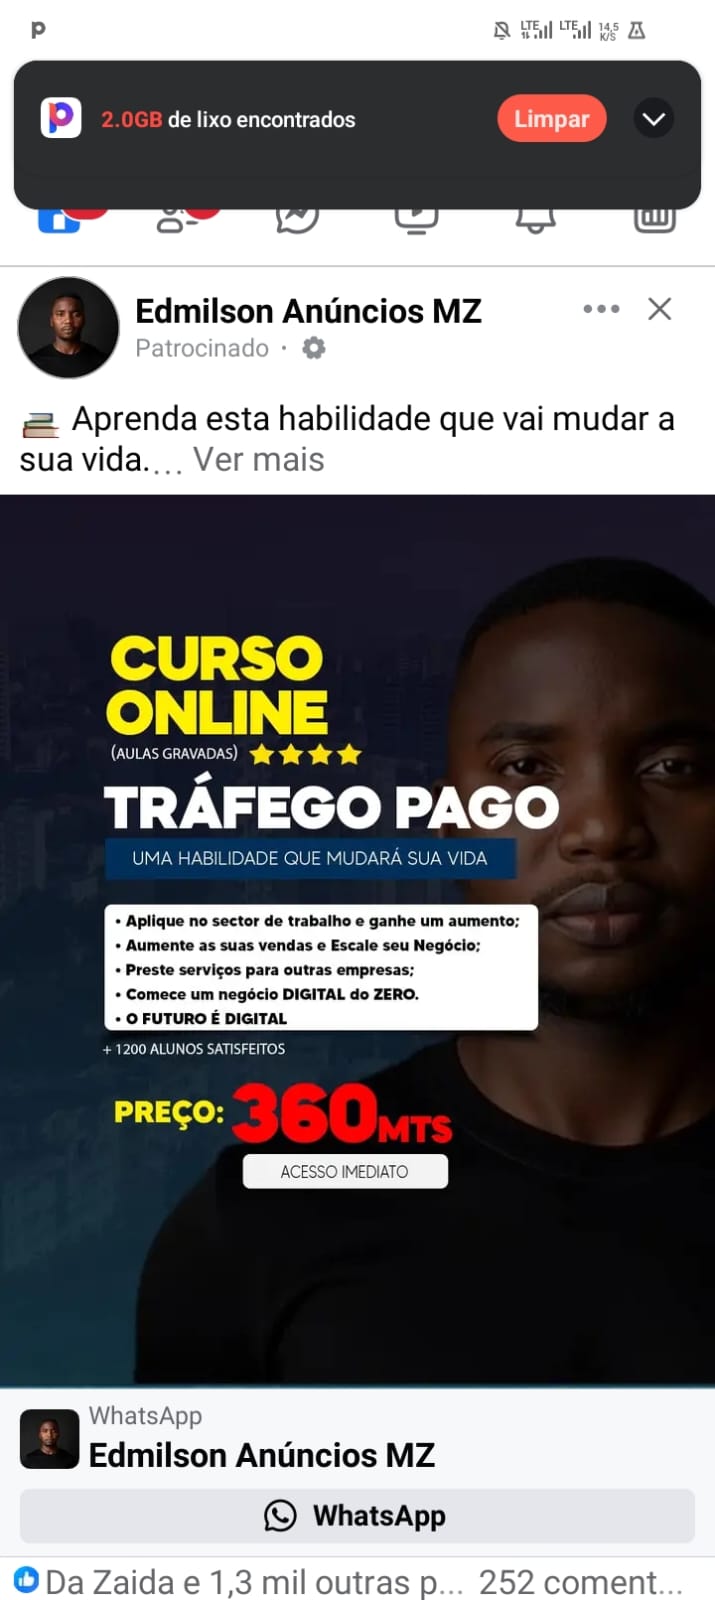 LTE LTE 14,5 K/S
2.0GB de lixo encontrados
Limpar
Edmilson Anúncios MZ
Patrocinado ·
Aprenda esta habilidade que vai mudar a
sua vida.... Ver mais
CURSO
ONLINE
(AULAS GRAVADAS)
TRÁFEGO PAGO
UMA HABILIDADE QUE MUDARÁ SUA VIDA
• Aplique no sector de trabalho e ganhe um aumento;
• Aumente as suas vendas e Escale seu Negócio;
• Preste serviços para outras empresas;
• Comece um negócio DIGITAL do ZERO.
• O FUTURO É DIGITAL
+ 1200 ALUNOS SATISFEITOS
PREÇO: 360MTS
ACESSO IMEDIATO
WhatsApp
Edmilson Anúncios MZ
WhatsApp
Da Zaida e 1,3 mil outras p... 252 coment...